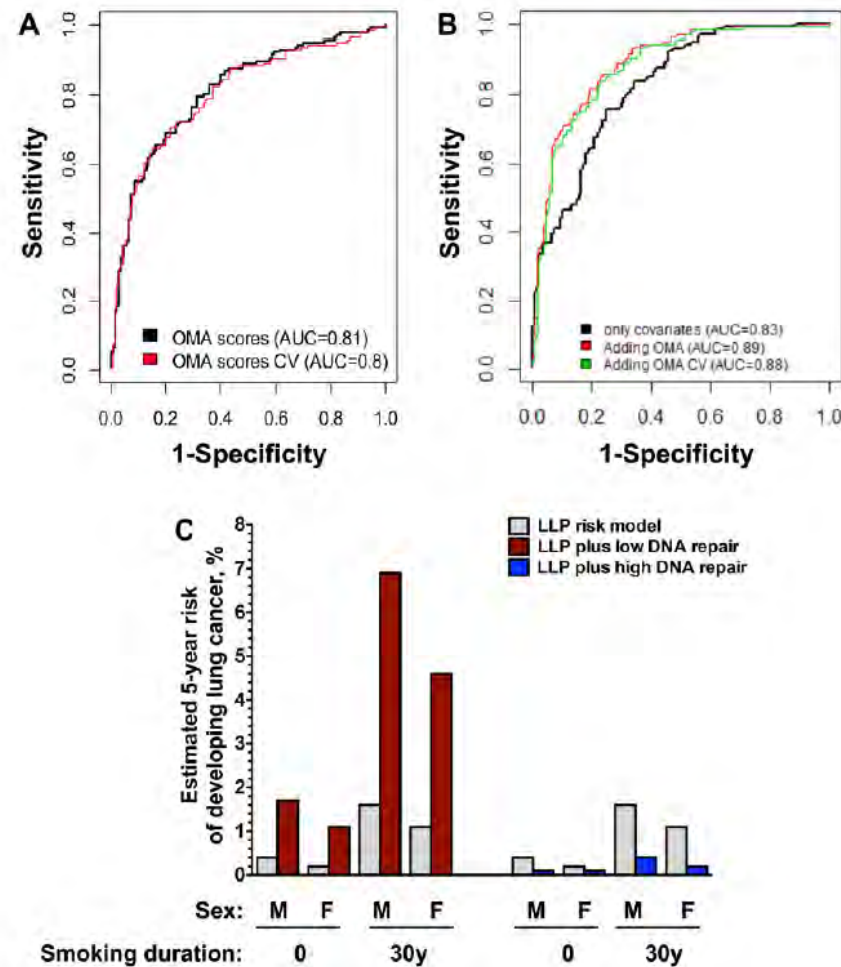 A
Sensitivity
0.0 0.2 0.4 0.6 0.8 1.0
OMA scores (AUC=0.81)
OMA scores CV (AUC=0.8)
0.0 0.2 0.4 0.6 0.8 1.0
1-Specificity
B
Sensitivity
0.0 0.2 0.4 0.6 0.8 1.0
only covariates (AUC=0.83)
Adding OMA (AUC=0.89)
Adding OMA CV (AUC=0.88)
0.0 0.2 0.4 0.6 0.8 1.0
1-Specificity
C
Estimated 5-year risk
of developing lung cancer, %
8
7
6
5
4
3
2
1
0
LLP risk model
LLP plus low DNA repair
LLP plus high DNA repair
Sex: M F M F M F M F
Smoking duration: 0 30y 0 30y